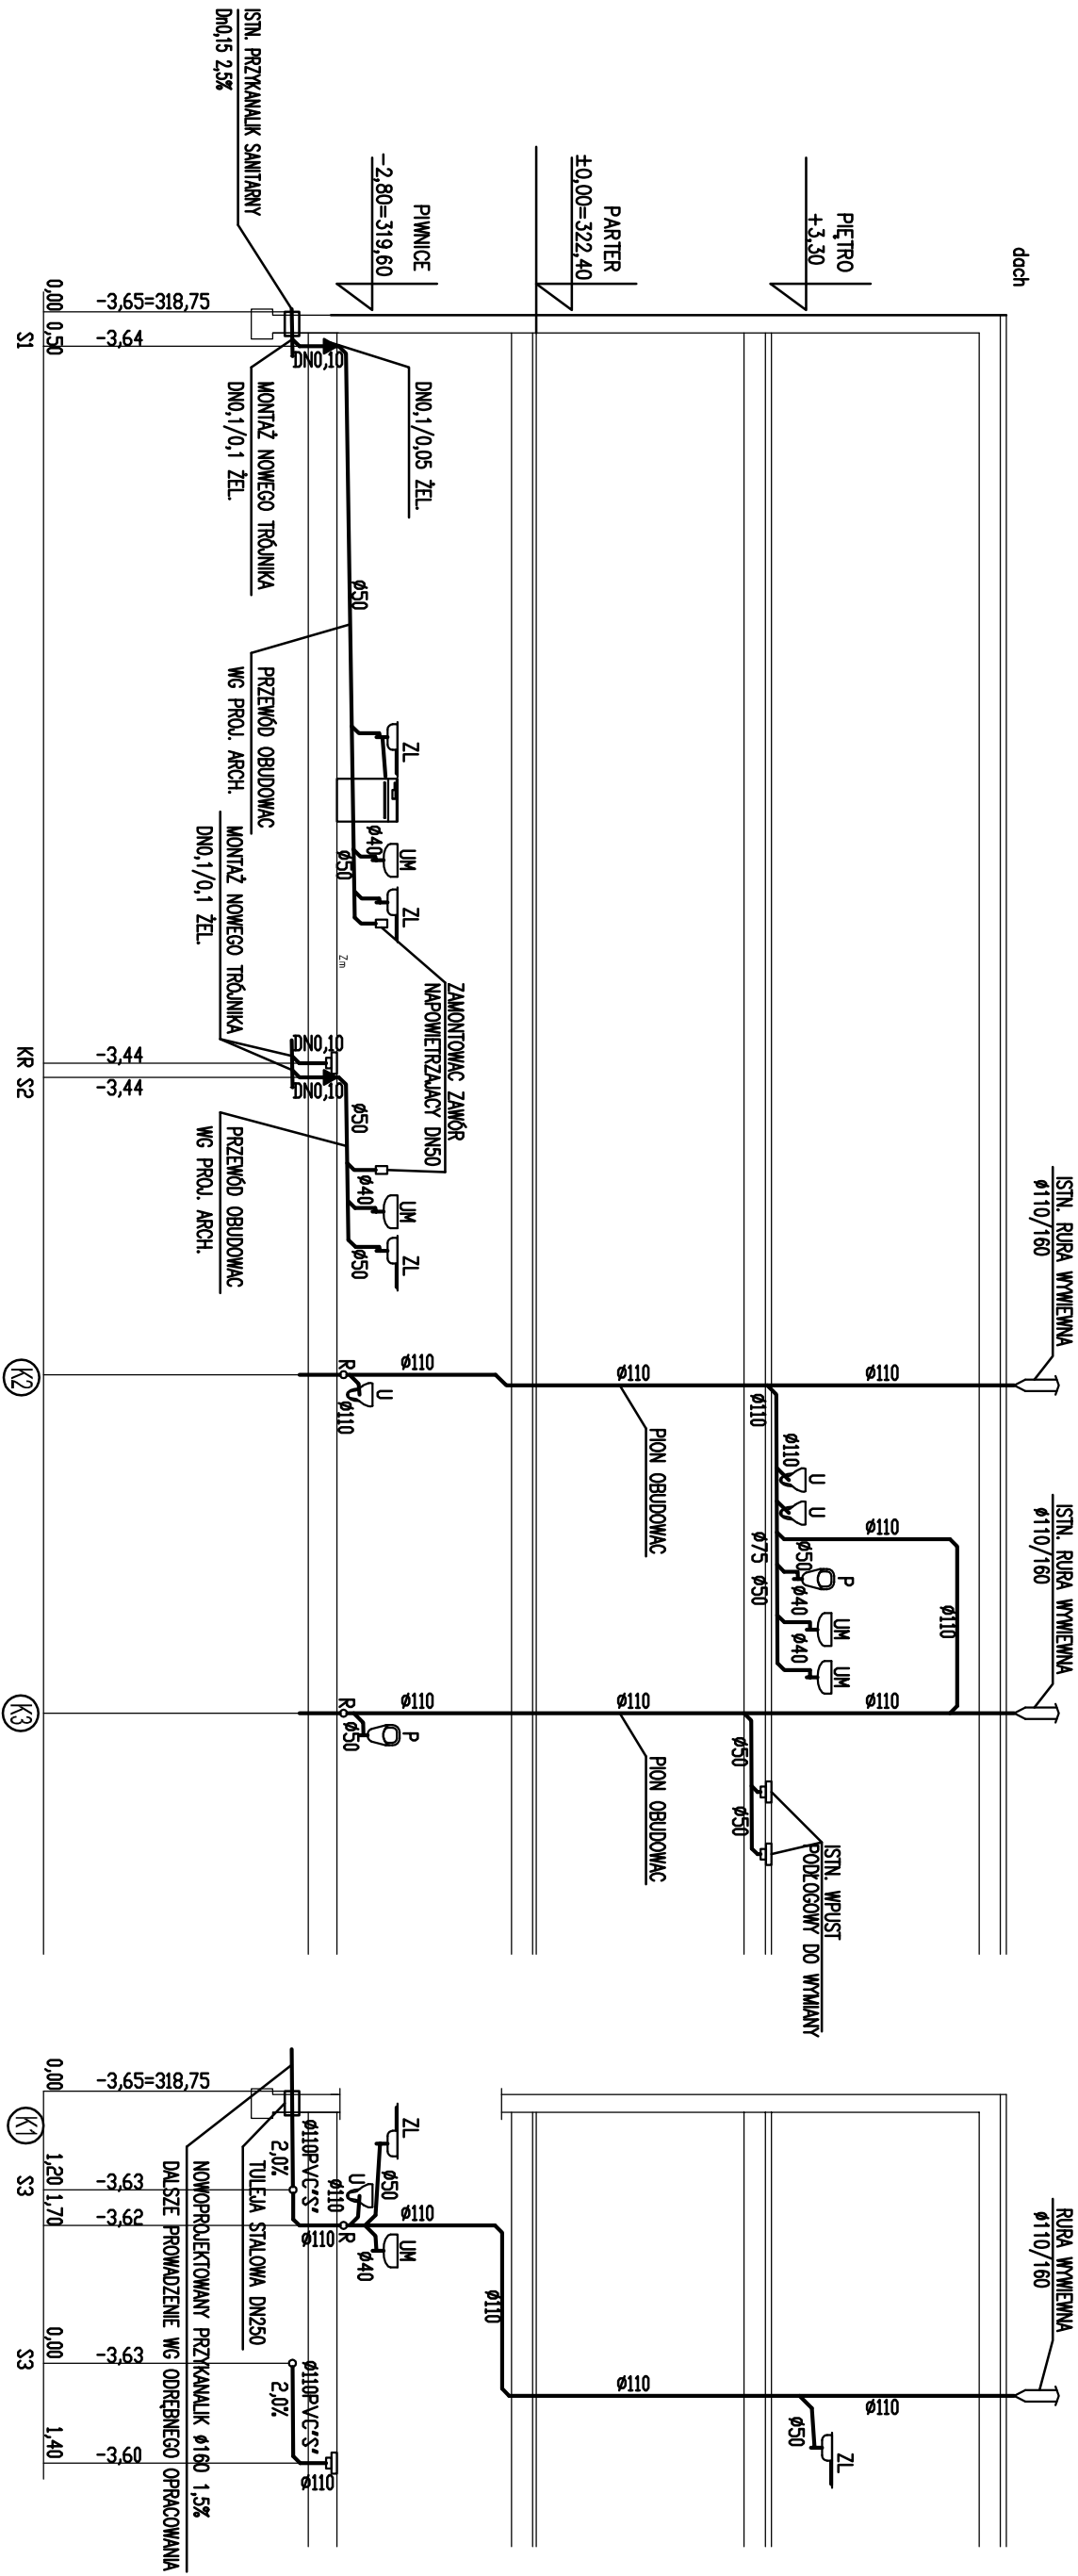 dach
PIĘTRO
+3,30
PARTER
±0,00=322,40
PIWNICE
-2,80=319,60
ISTN. PRZYKANALIK SANITARNY
Dn0,15 2,5%
ISTN. RURA WYWIEWNA
ø110/160
ISTN. RURA WYWIEWNA
ø110/160
RURA WYWIEWNA
ø110/160
ø110
ø110
ø110
ø110
ø110
ø110
ø110
U
U
ø110
ø75
ø50
ø50
P
ø40
UM
ø40
UM
ISTN. WPUST
PODŁOGOWY DO WYMIANY
ø50
ø50
ø50
ZL
ø110
ø110
PION OBUDOWAC
ø110
PION OBUDOWAC
ø110
ø110
DN0,1/0,05 ŻEL.
ø50
ZL
ø40
UM
ø50
ZL
ZAMONTOWAC ZAWÓR
NAPOWIETRZAJACY DN50
Zm
ø50
ø40
UM
ø50
ZL
ø110
R
U
ø110
ø110
R
P
ø50
ø110
ZL
ø50
U
ø110
R
UM
ø40
DN0,10
DN0,10
DN0,10
MONTAŻ NOWEGO TRÓJNIKA
DN0,1/0,1 ŻEL.
PRZEWÓD OBUDOWAC
WG PROJ. ARCH.
MONTAŻ NOWEGO TRÓJNIKA
DN0,1/0,1 ŻEL.
PRZEWÓD OBUDOWAC
WG PROJ. ARCH.
ø110PVC'S'
2,0%
ø110
ø110PVC'S'
2,0%
ø110
TULEJA STALOWA DN250
NOWOPROJEKTOWANY PRZYKANALIK ø160 1,5%
DALSZE PROWADZENIE WG ODRĘBNEGO OPRACOWANIA
-3,65=318,75
-3,64
-3,44
-3,44
-3,65=318,75
-3,63
-3,62
-3,63
-3,60
0,00
0,50
0,00
1,20
1,70
0,00
1,40
S1
KR
S2
K2
K3
K1
S3
S3